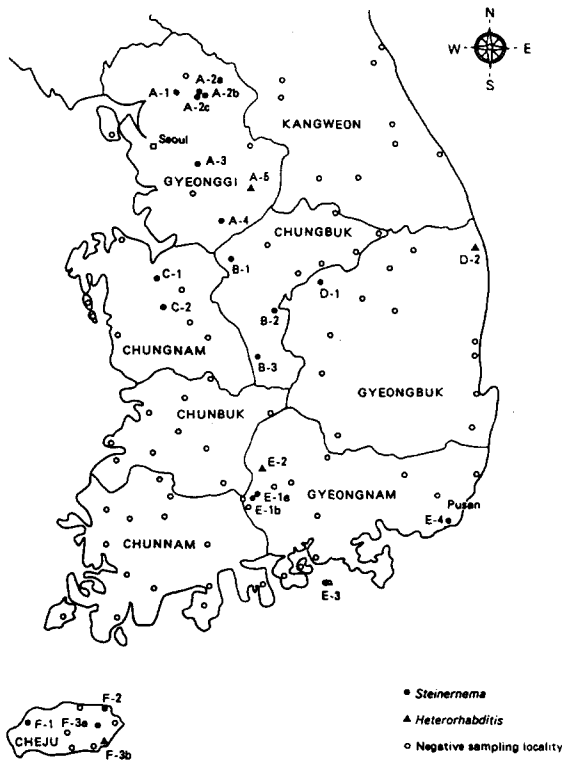 N
W E
S
A-2a
A-1 A-2b
A-2c
KANGWEON
Seoul
A-3
A-5
GYEONGGI
A-4
CHUNGBUK
D-2
C-1 B-1
D-1
C-2 B-2
CHUNGNAM B-3
GYEONGBUK
CHUNBUK
E-2
E-1a GYEONGNAM
E-1b Pusan
E-4
CHUNNAM
E-3
F-2
F-1 F-3a
CHEJU
F-3b
● Steinernema
▲ Heterorhabditis
○ Negative sampling locality